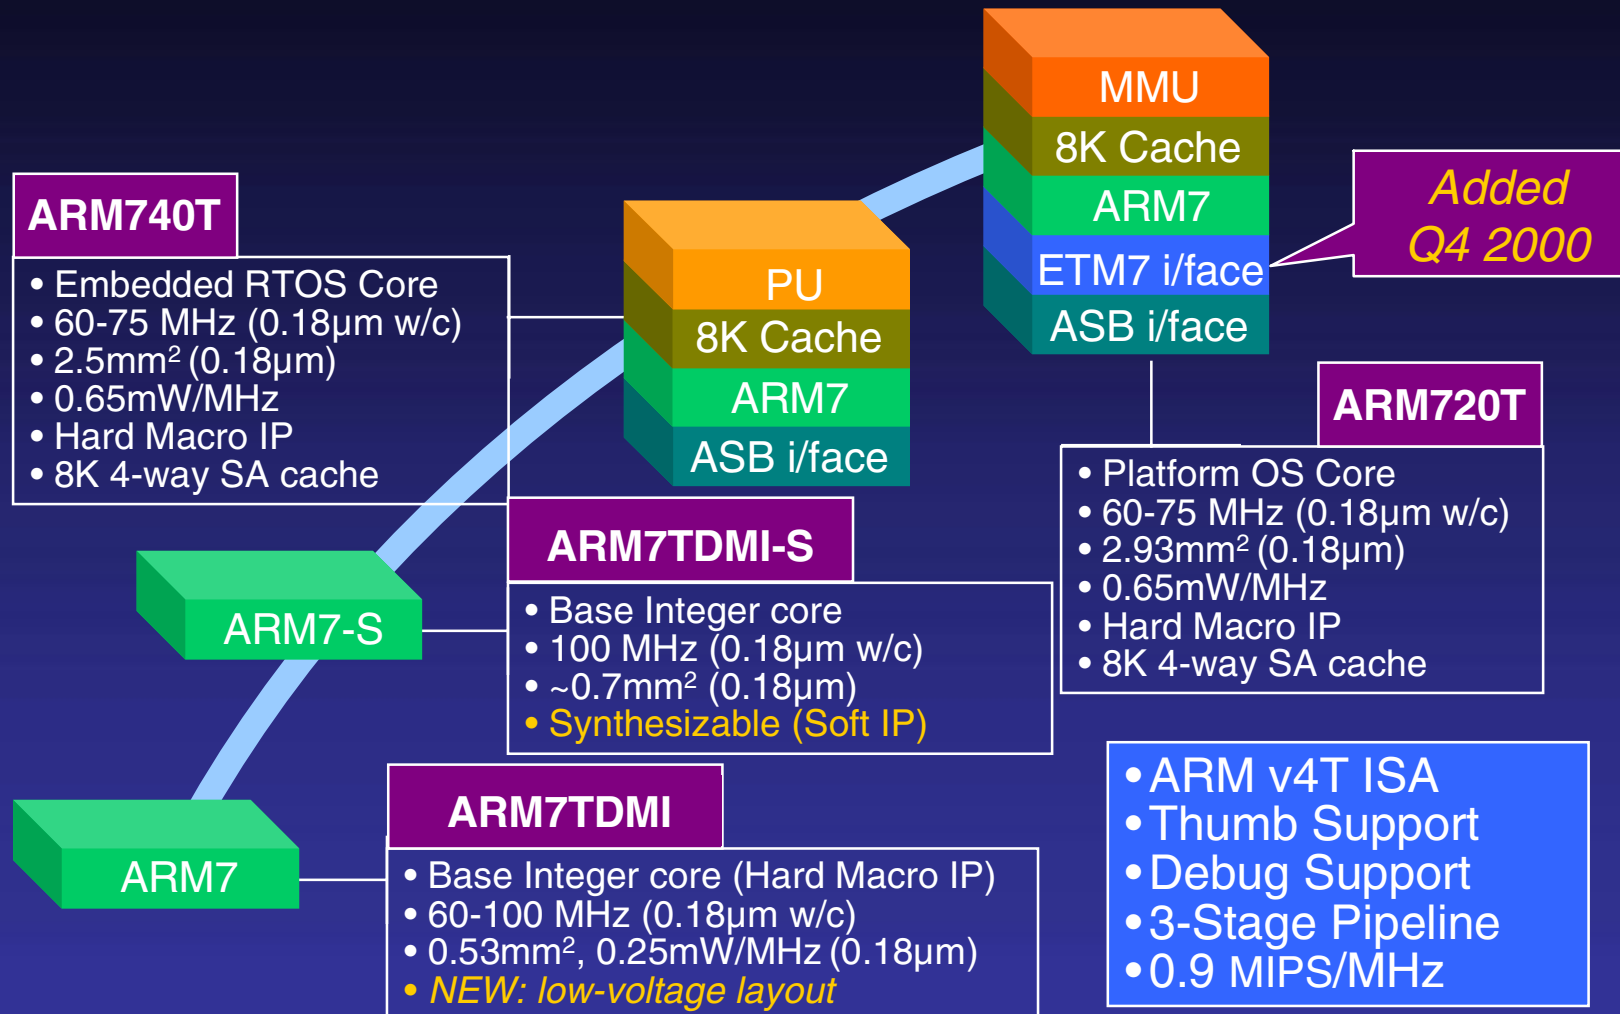 MMU
8K Cache
ARM7
ETM7 i/face
ASB i/face
Added
Q4 2000
ARM740T
• Embedded RTOS Core
• 60-75 MHz (0.18µm w/c)
• 2.5mm² (0.18µm)
• 0.65mW/MHz
• Hard Macro IP
• 8K 4-way SA cache
PU
8K Cache
ARM7
ASB i/face
ARM720T
• Platform OS Core
• 60-75 MHz (0.18µm w/c)
• 2.93mm² (0.18µm)
• 0.65mW/MHz
• Hard Macro IP
• 8K 4-way SA cache
ARM7-S
ARM7TDMI-S
• Base Integer core
• 100 MHz (0.18µm w/c)
• ~0.7mm² (0.18µm)
• Synthesizable (Soft IP)
ARM7
ARM7TDMI
• Base Integer core (Hard Macro IP)
• 60-100 MHz (0.18µm w/c)
• 0.53mm², 0.25mW/MHz (0.18µm)
• NEW: low-voltage layout
• ARM v4T ISA
• Thumb Support
• Debug Support
• 3-Stage Pipeline
• 0.9 MIPS/MHz